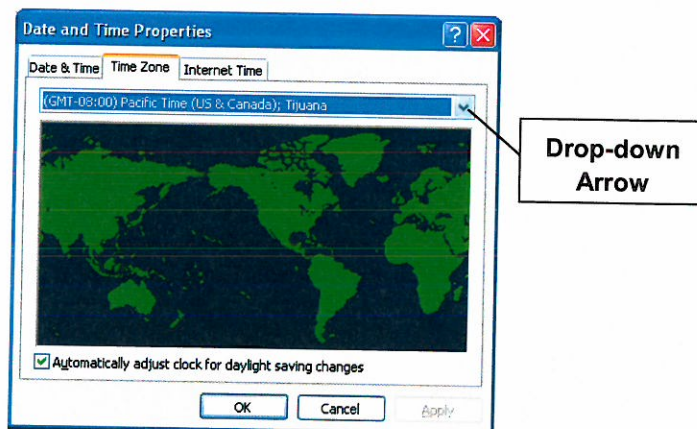 Date and Time Properties
Date & Time
Time Zone
Internet Time
(GMT-08:00) Pacific Time (US & Canada); Tijuana
Drop-down
Arrow
Automatically adjust clock for daylight saving changes
OK
Cancel
Apply